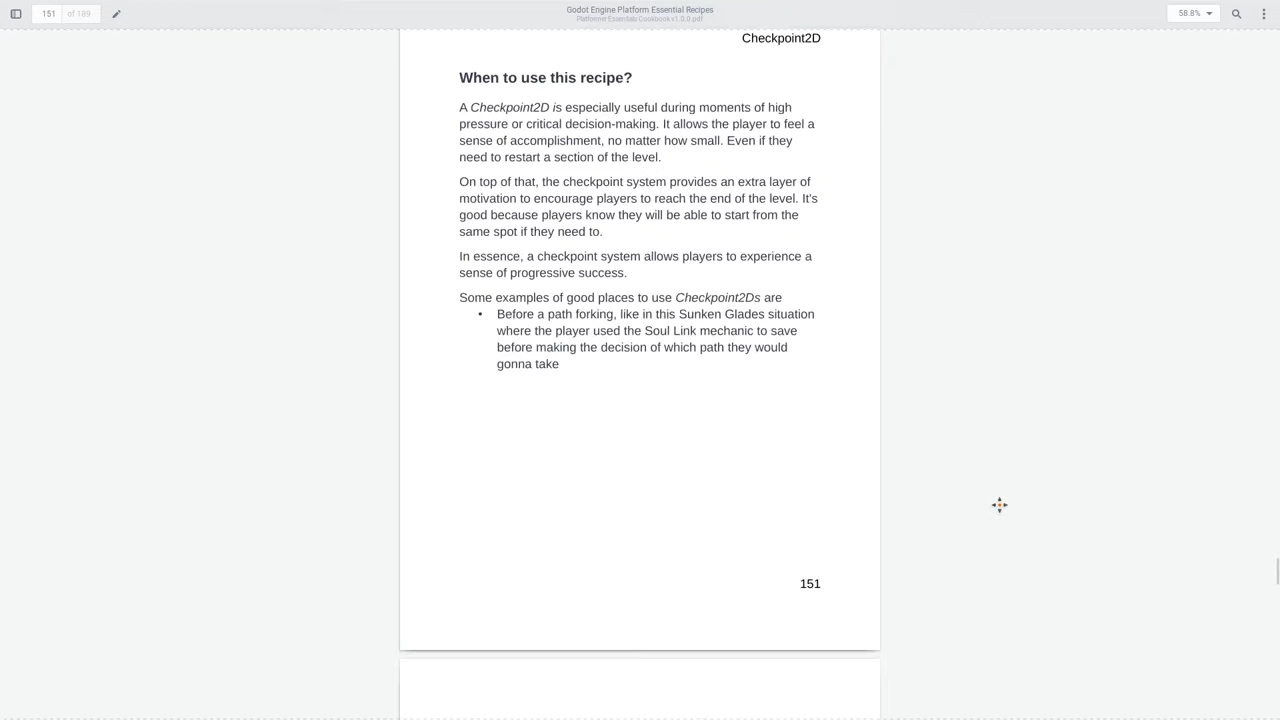 151 of 189
Godot Engine Platform Essential Recipes
Platformer Essentials Cookbook v1.0.0.pdf
58.8%
Checkpoint2D
When to use this recipe?
A Checkpoint2D is especially useful during moments of high
pressure or critical decision-making. It allows the player to feel a
sense of accomplishment, no matter how small. Even if they
need to restart a section of the level.
On top of that, the checkpoint system provides an extra layer of
motivation to encourage players to reach the end of the level. It's
good because players know they will be able to start from the
same spot if they need to.
In essence, a checkpoint system allows players to experience a
sense of progressive success.
Some examples of good places to use Checkpoint2Ds are
• Before a path forking, like in this Sunken Glades situation
where the player used the Soul Link mechanic to save
before making the decision of which path they would
gonna take
151